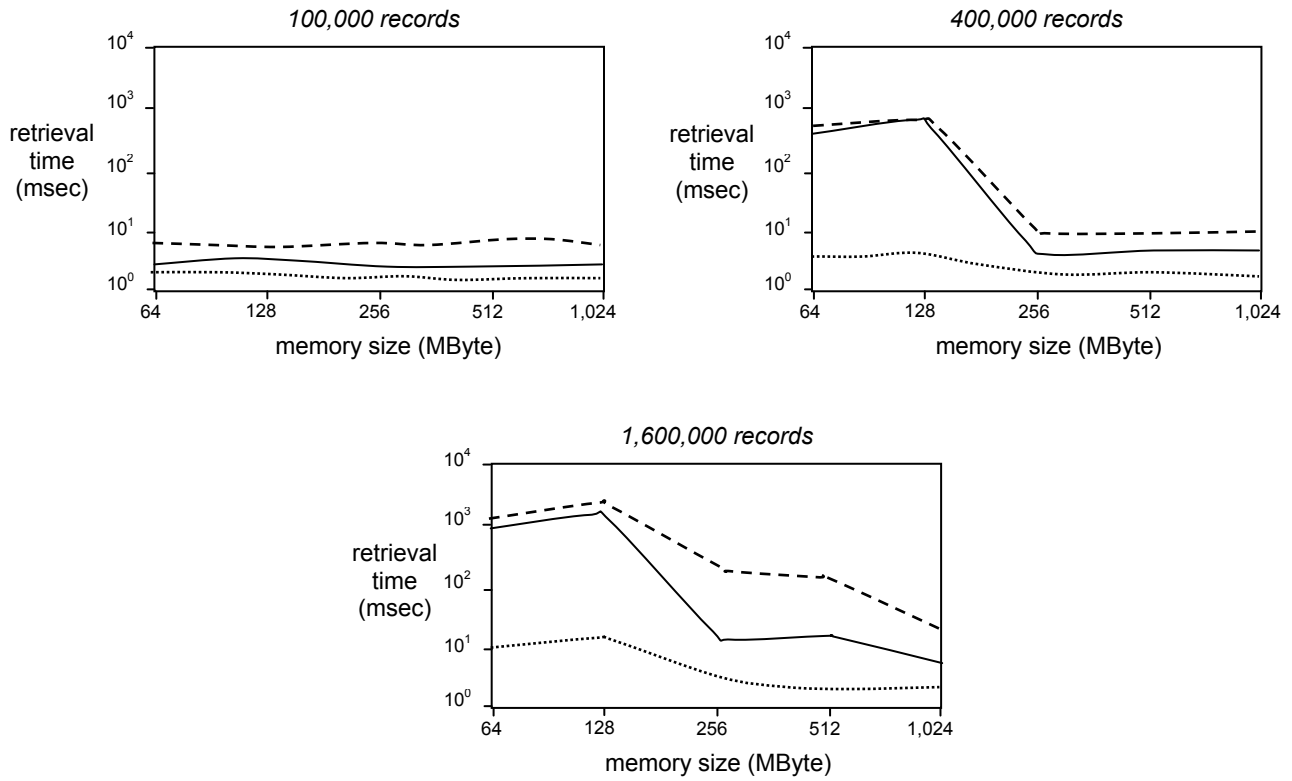 100,000 records
10^4
10^3
10^2
10^1
10^0
retrieval
time
(msec)
64 128 256 512 1,024
memory size (MByte)
400,000 records
10^4
10^3
10^2
10^1
10^0
retrieval
time
(msec)
64 128 256 512 1,024
memory size (MByte)
1,600,000 records
10^4
10^3
10^2
10^1
10^0
retrieval
time
(msec)
64 128 256 512 1,024
memory size (MByte)